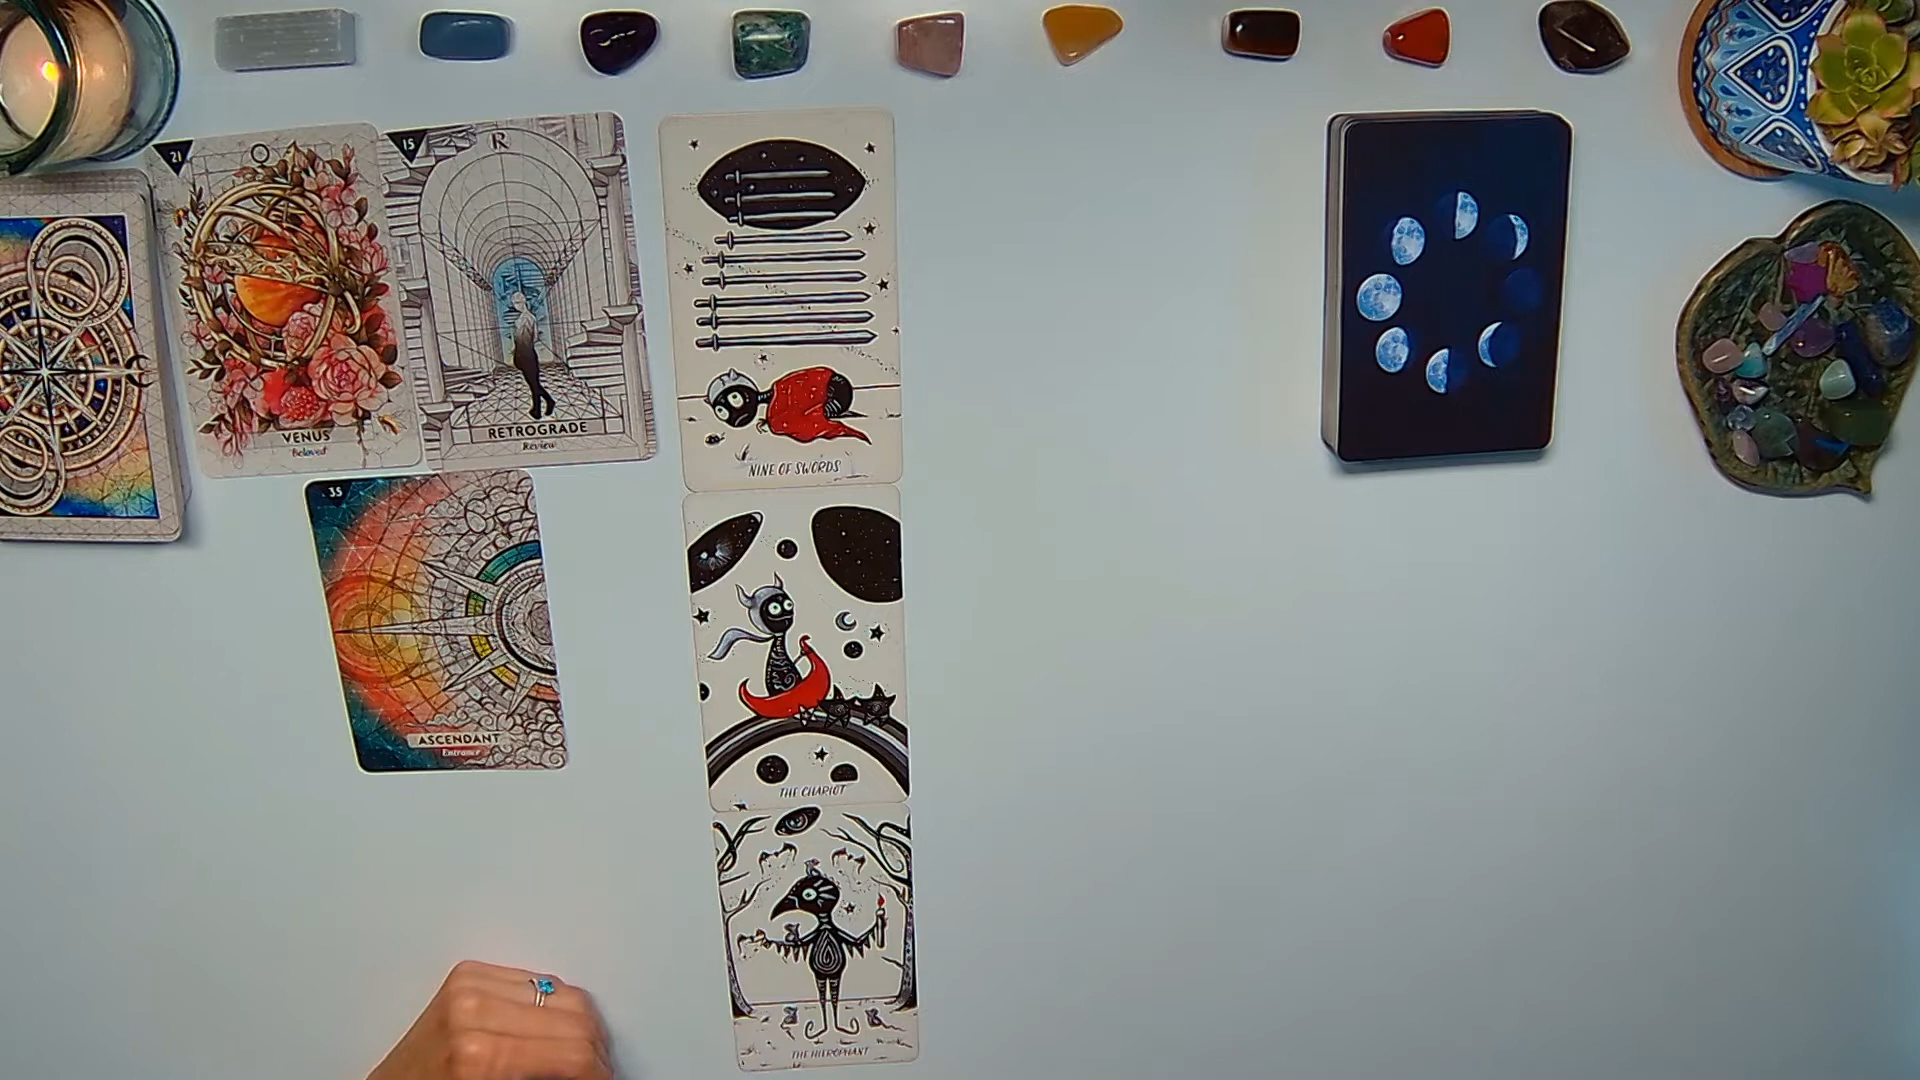 21
VENUS
Beloved
15
R
RETROGRADE
Review
NINE OF SWORDS
35
ASCENDANT
Entrance
THE CHARIOT
THE HIEROPHANT